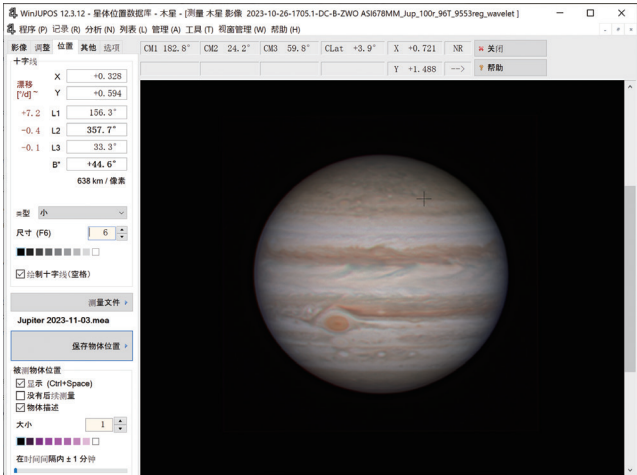 WinJUPOS 12.3.12 - 星体位置数据库 - 木星 - [测量 木星 影像 2023-10-26-1705.1-DC-B-ZWO ASI678MM_Jup_100r_96T_9553reg_wavelet ]
程序 (P) 记录 (R) 分析 (N) 列表 (L) 管理 (A) 工具 (T) 视窗管理 (W) 帮助 (H)
影像 调整 位置 其他 选项
CM1 182.8° CM2 24.2° CM3 59.8° CLat +3.9° X +0.721 NR 关闭
Y +1.488 --> ? 帮助
十字线
漂移
["/d]~
X +0.328
Y +0.594
+7.2 L1 156.3°
-0.4 L2 357.7°
-0.1 L3 33.3°
B" +44.6°
638 km / 像素
类型 小
尺寸 (F6) 6
绘制十字线(空格)
测量文件
Jupiter 2023-11-03.mea
保存物体位置
被测物体位置
显示 (Ctrl+Space)
没有后续测量
物体描述
大小 1
在时间间隔内 ± 1 分钟